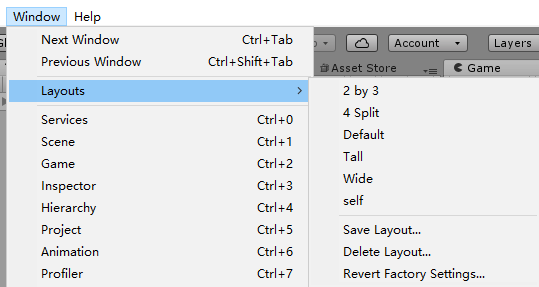 Window Help
Next Window Ctrl+Tab
Previous Window Ctrl+Shift+Tab
Layouts
Services Ctrl+0
Scene Ctrl+1
Game Ctrl+2
Inspector Ctrl+3
Hierarchy Ctrl+4
Project Ctrl+5
Animation Ctrl+6
Profiler Ctrl+7
Account Layers
Asset Store Game
2 by 3
4 Split
Default
Tall
Wide
self
Save Layout...
Delete Layout...
Revert Factory Settings...